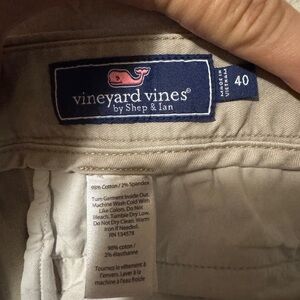 vineyard vines®
by Shep & Ian
MADE IN
VIETNAM
40
98% Cotton / 2% Spandex
Turn Garment Inside Out.
Machine Wash Cold With
Like Colors. Do Not
Bleach. Tumble Dry Low.
Do Not Dry Clean. Warm
Iron if Needed.
RN 134578
98% coton /
2% élasthanne
Tournez le vêtement à
l'envers. Laver à la
machine à l'eau froide